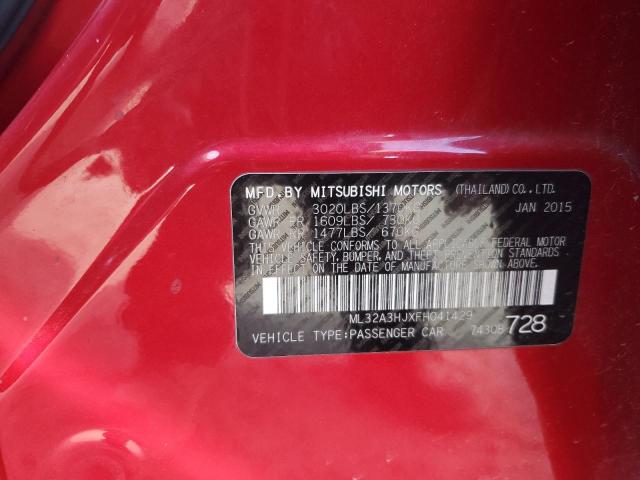 MFD.BY MITSUBISHI MOTORS (THAILAND) CO.,LTD.
GVWR 3020LBS/1370KG JAN 2015
GAWR FR 1609LBS/ 730KG
GAWR RR 1477LBS/ 670KG
THIS VEHICLE CONFORMS TO ALL APPLICABLE FEDERAL MOTOR
VEHICLE SAFETY, BUMPER, AND THEFT PREVENTION STANDARDS
IN EFFECT ON THE DATE OF MANUFACTURE SHOWN ABOVE.
ML32A3HJXFH041429
VEHICLE TYPE:PASSENGER CAR 74308 728